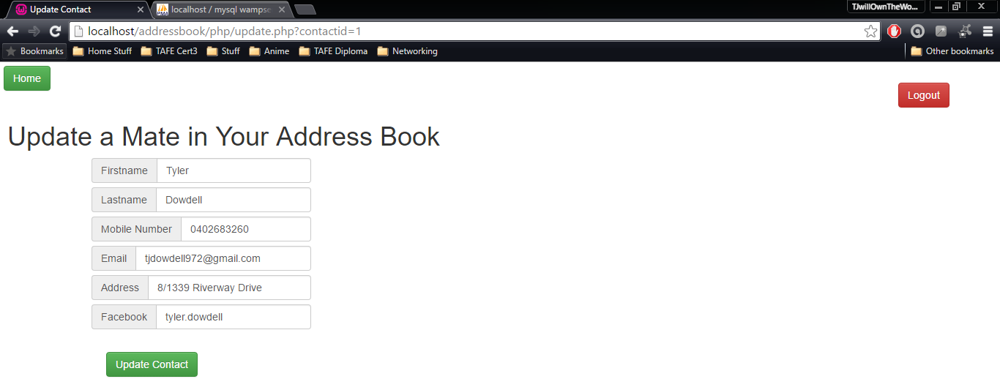 Update Contact
localhost / mysql wampse
TJwillOwnTheWo...
localhost/addressbook/php/update.php?contactid=1
Bookmarks Home Stuff TAFE Cert3 Stuff Anime TAFE Diploma Networking Other bookmarks
Home
Logout
Update a Mate in Your Address Book
Firstname Tyler
Lastname Dowdell
Mobile Number 0402683260
Email tjdowdell972@gmail.com
Address 8/1339 Riverway Drive
Facebook tyler.dowdell
Update Contact